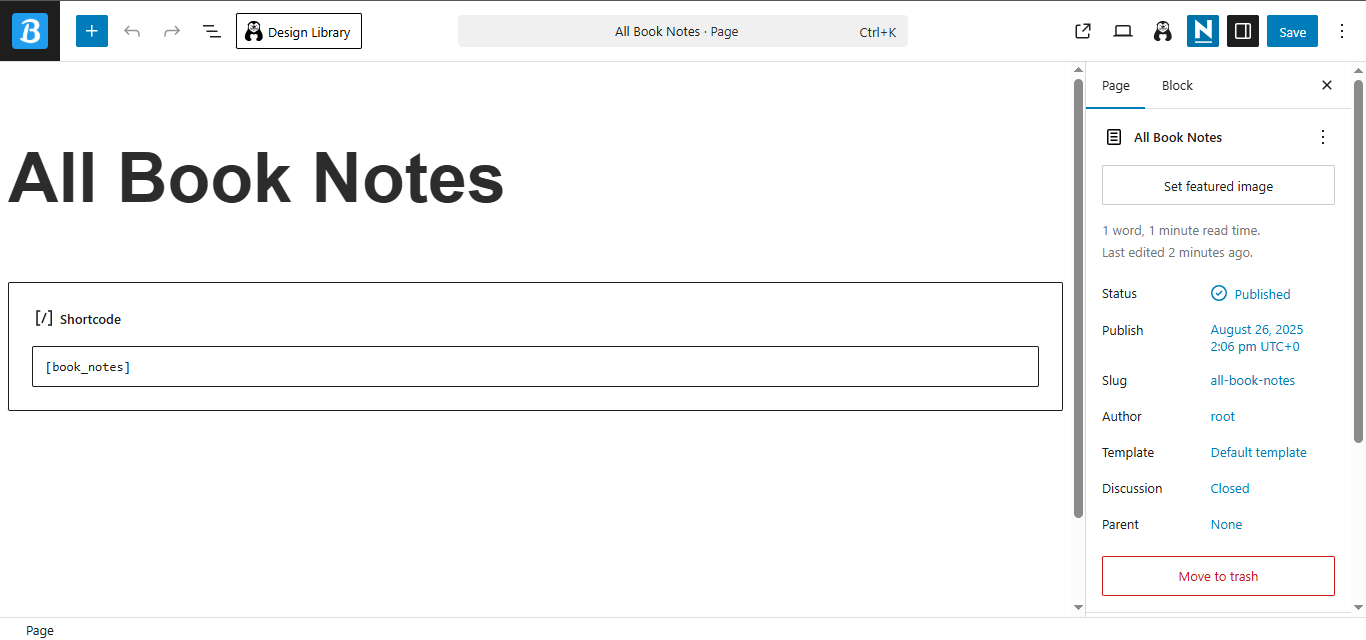 B
Design Library
All Book Notes · Page
Ctrl+K
N
Save
All Book Notes
[/] Shortcode
[book_notes]
Page
Block
All Book Notes
Set featured image
1 word, 1 minute read time.
Last edited 2 minutes ago.
Status
Published
Publish
August 26, 2025
2:06 pm UTC+0
Slug
all-book-notes
Author
root
Template
Default template
Discussion
Closed
Parent
None
Move to trash
Page